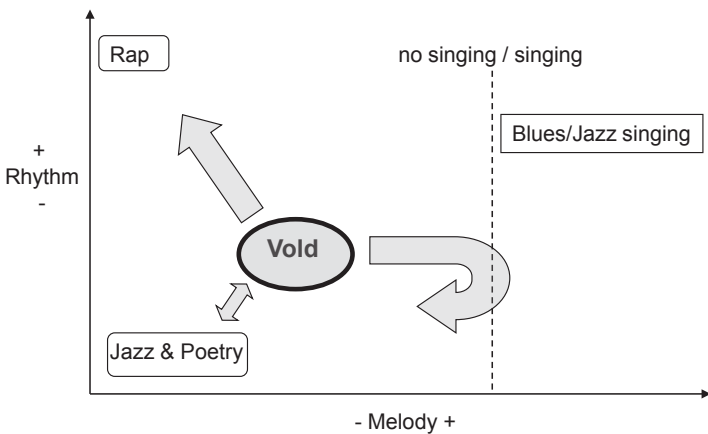 Rap
no singing / singing
Blues/Jazz singing
+
Rhythm
-
Vold
Jazz & Poetry
- Melody +